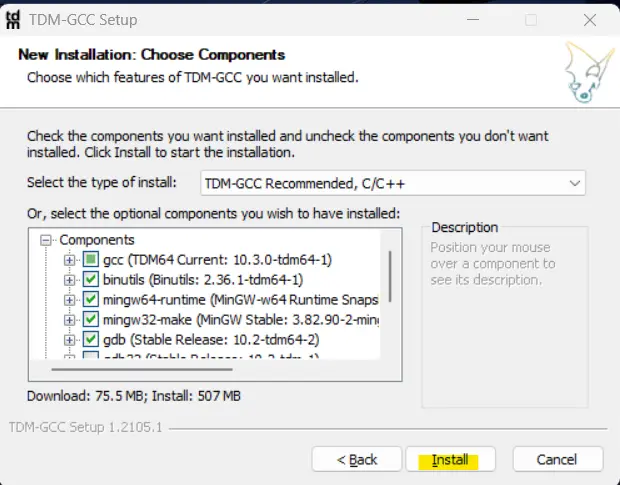 tdm TDM-GCC Setup
New Installation: Choose Components
Choose which features of TDM-GCC you want installed.
Check the components you want installed and uncheck the components you don't want
installed. Click Install to start the installation.
Select the type of install: TDM-GCC Recommended, C/C++
Or, select the optional components you wish to have installed:
Components
gcc (TDM64 Current: 10.3.0-tdm64-1)
binutils (Binutils: 2.36.1-tdm64-1)
mingw64-runtime (MinGW-w64 Runtime Snaps
mingw32-make (MinGW Stable: 3.82.90-2-ming
gdb (Stable Release: 10.2-tdm64-2)
Description
Position your mouse
over a component to
see its description.
Download: 75.5 MB; Install: 507 MB
TDM-GCC Setup 1.2105.1
< Back Install Cancel